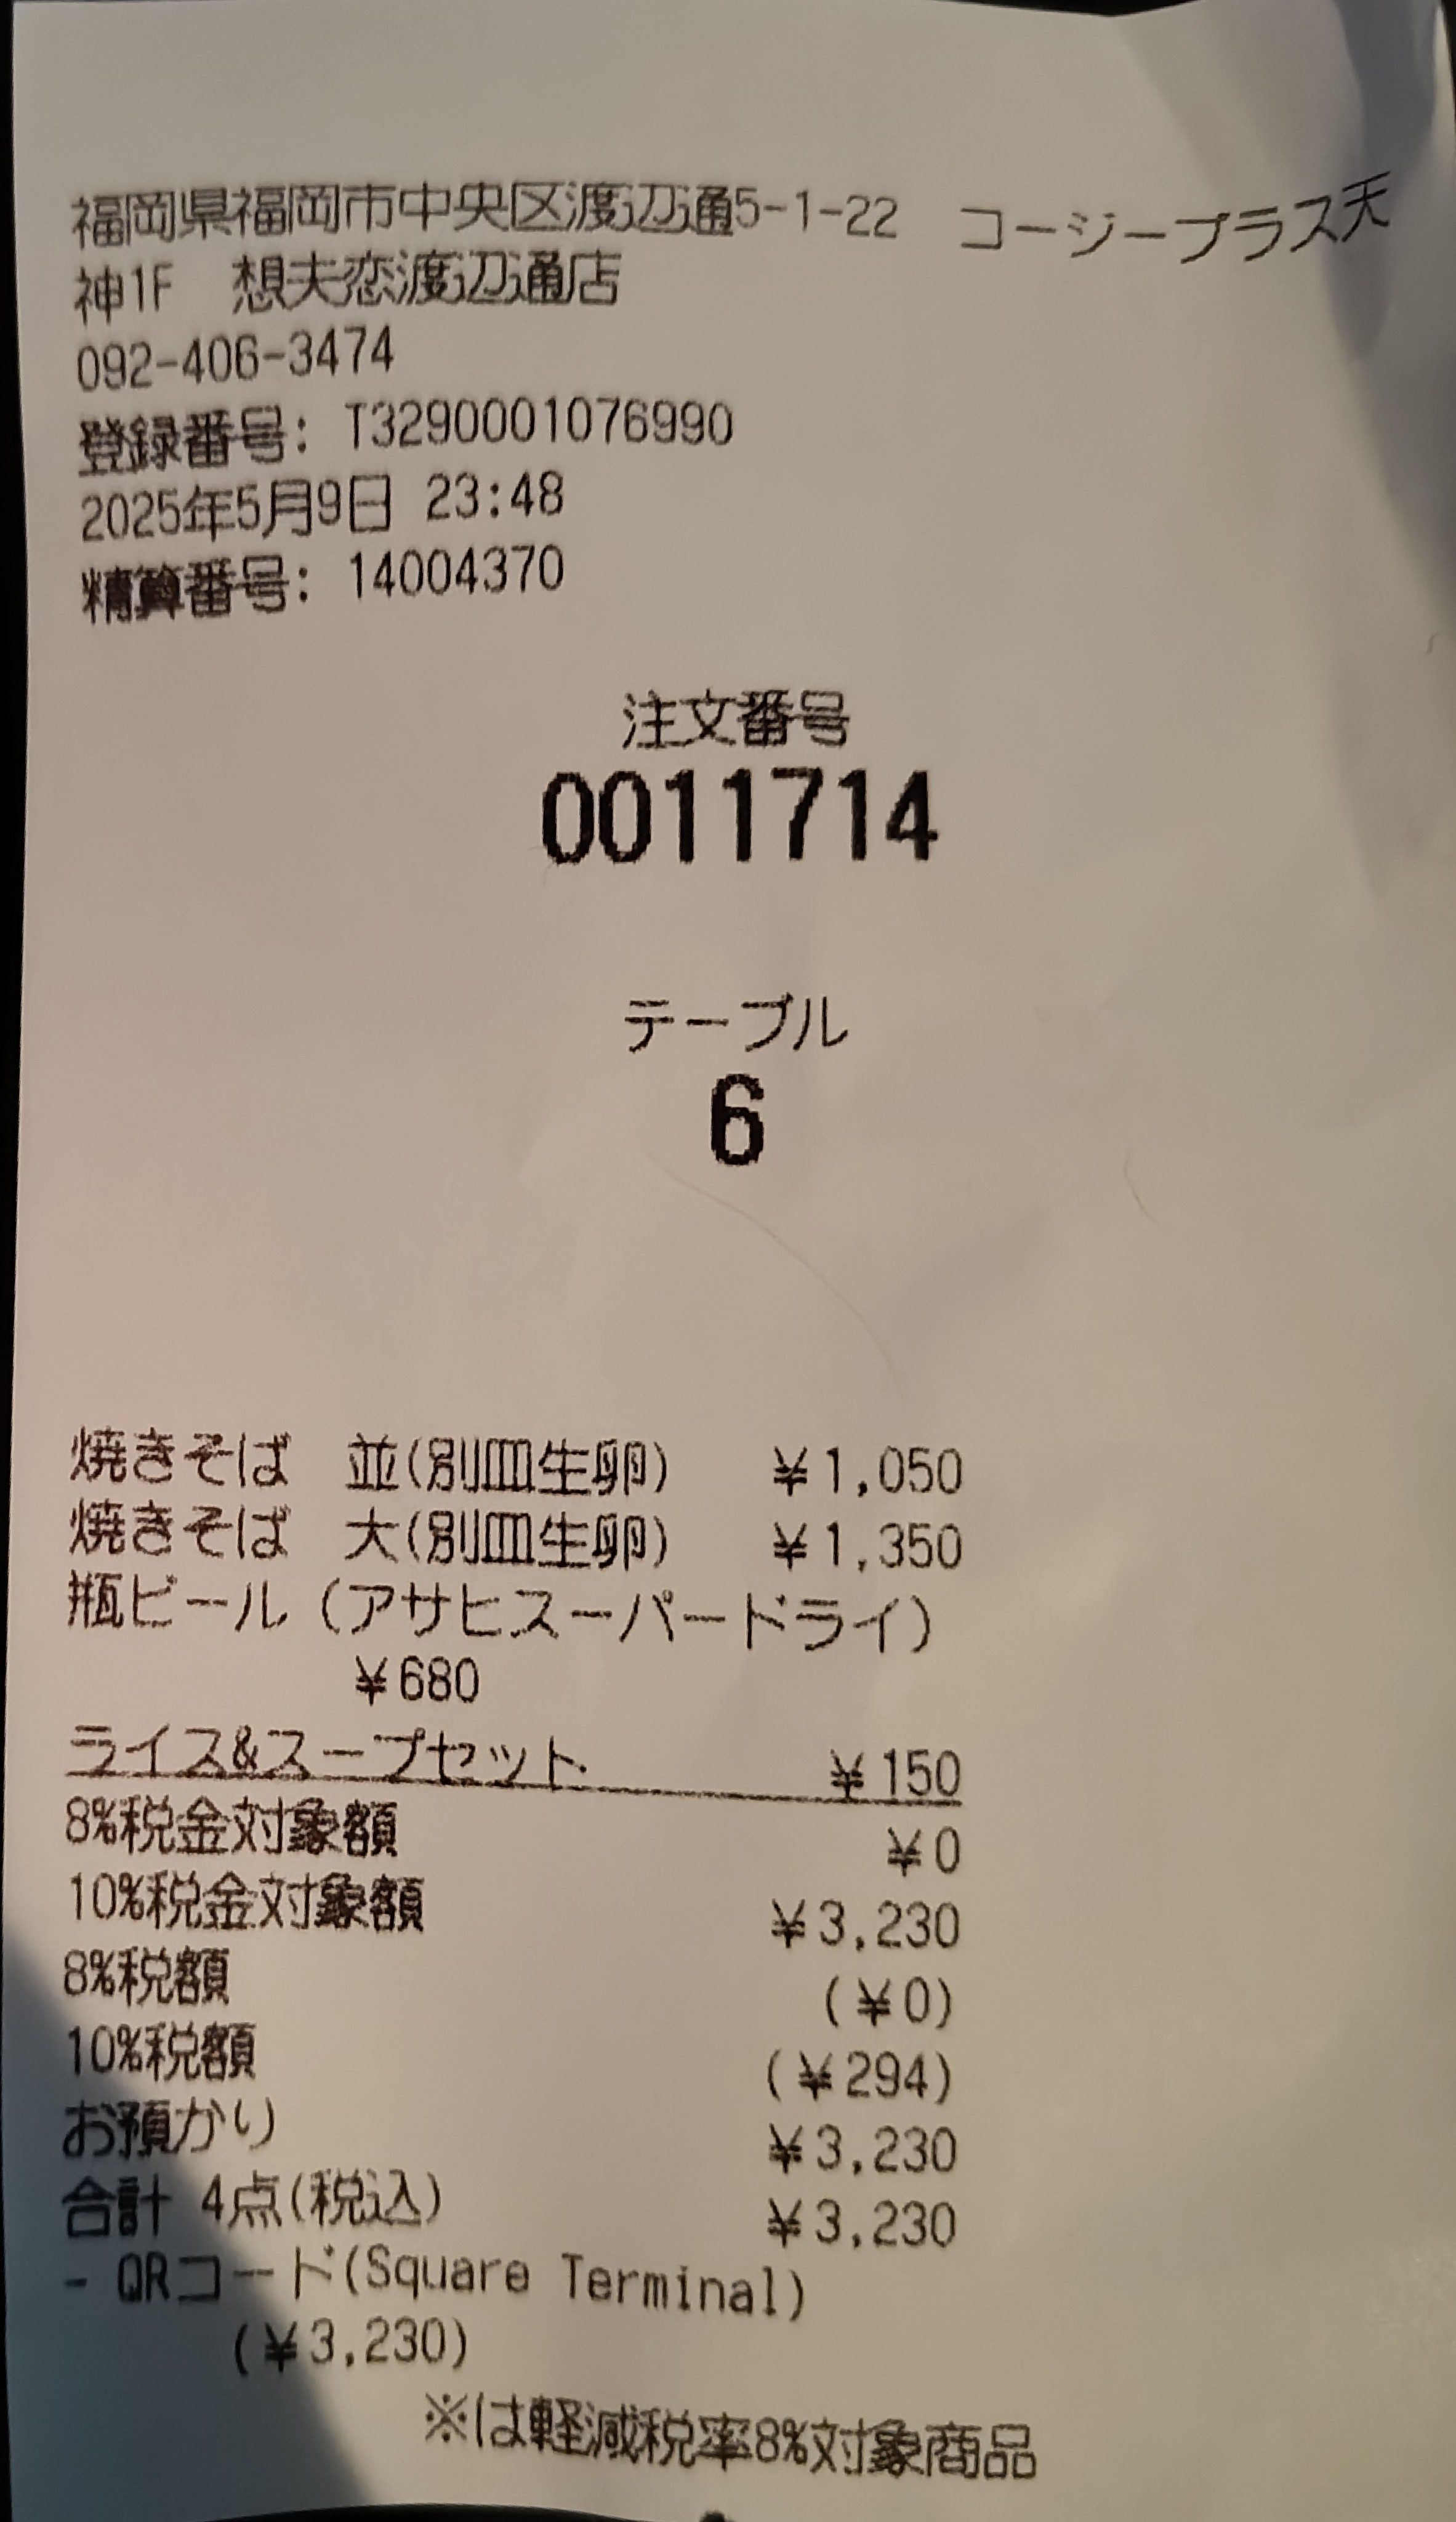 福岡県福岡市中央区渡辺通5-1-22　コージープラス天
神1F　想夫恋渡辺通店
092-406-3474
登録番号: T3290001076990
2025年5月9日 23:48
精算番号: 14004370
注文番号
0011714
テーブル
6
焼きそば　並(別皿生卵)　¥1,050
焼きそば　大(別皿生卵)　¥1,350
瓶ビール（アサヒスーパードライ）
¥680
ライス&スープセット　¥150
8%税金対象額　¥0
10%税金対象額　¥3,230
8%税額　(¥0)
10%税額　(¥294)
お預かり　¥3,230
合計 4点(税込)　¥3,230
- QRコード(Square Terminal)
(¥3,230)
※は軽減税率8%対象商品